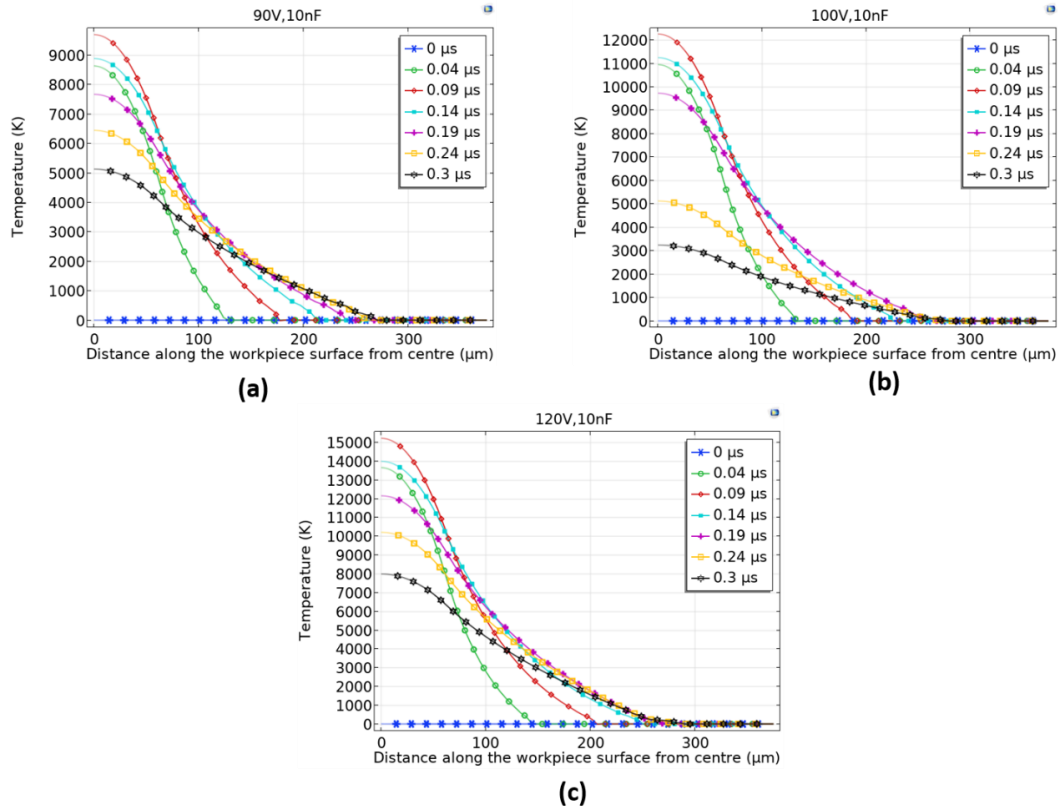 90V,10nF
9000
8000
7000
6000
5000
4000
3000
2000
1000
0
Temperature (K)
0 μs
0.04 μs
0.09 μs
0.14 μs
0.19 μs
0.24 μs
0.3 μs
0 100 200 300
Distance along the workpiece surface from centre (μm)
(a)
100V,10nF
12000
11000
10000
9000
8000
7000
6000
5000
4000
3000
2000
1000
0
Temperature (K)
0 μs
0.04 μs
0.09 μs
0.14 μs
0.19 μs
0.24 μs
0.3 μs
0 100 200 300
Distance along the workpiece surface from centre (μm)
(b)
120V,10nF
15000
14000
13000
12000
11000
10000
9000
8000
7000
6000
5000
4000
3000
2000
1000
0
Temperature (K)
0 μs
0.04 μs
0.09 μs
0.14 μs
0.19 μs
0.24 μs
0.3 μs
0 100 200 300
Distance along the workpiece surface from centre (μm)
(c)